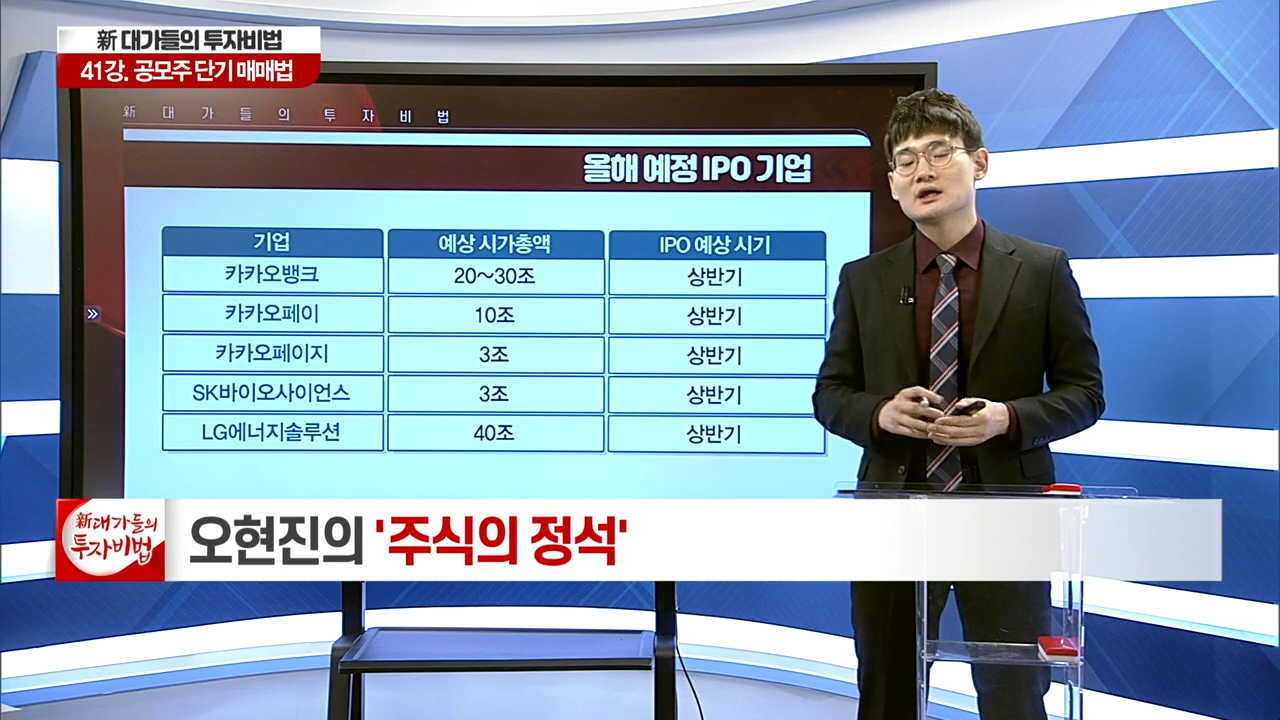 新 대가들의 투자비법
41강. 공모주 단기 매매법
新 대가들의 투자비법
올해 예정 IPO 기업
기업 예상 시가총액 IPO 예상 시기
카카오뱅크 20~30조 상반기
카카오페이 10조 상반기
카카오페이지 3조 상반기
SK바이오사이언스 3조 상반기
LG에너지솔루션 40조 상반기
新대가들의
투자비법
오현진의 '주식의 정석'